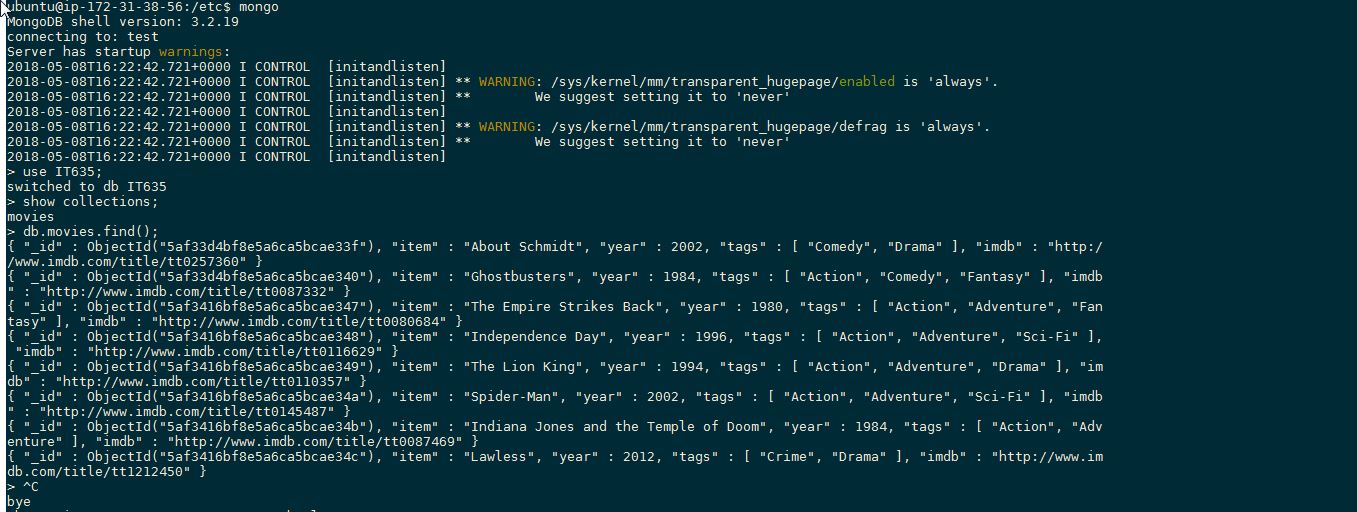 ubuntu@ip-172-31-38-56:/etc$ mongo
MongoDB shell version: 3.2.19
connecting to: test
Server has startup warnings:
2018-05-08T16:22:42.721+0000 I CONTROL  [initandlisten]
2018-05-08T16:22:42.721+0000 I CONTROL  [initandlisten] ** WARNING: /sys/kernel/mm/transparent_hugepage/enabled is 'always'.
2018-05-08T16:22:42.721+0000 I CONTROL  [initandlisten] **        We suggest setting it to 'never'
2018-05-08T16:22:42.721+0000 I CONTROL  [initandlisten]
2018-05-08T16:22:42.721+0000 I CONTROL  [initandlisten] ** WARNING: /sys/kernel/mm/transparent_hugepage/defrag is 'always'.
2018-05-08T16:22:42.721+0000 I CONTROL  [initandlisten] **        We suggest setting it to 'never'
2018-05-08T16:22:42.721+0000 I CONTROL  [initandlisten]
> use IT635;
switched to db IT635
> show collections;
movies
> db.movies.find();
{ "_id" : ObjectId("5af33d4bf8e5a6ca5bcae33f"), "item" : "About Schmidt", "year" : 2002, "tags" : [ "Comedy", "Drama" ], "imdb" : "http:/
/www.imdb.com/title/tt0257360" }
{ "_id" : ObjectId("5af33d4bf8e5a6ca5bcae340"), "item" : "Ghostbusters", "year" : 1984, "tags" : [ "Action", "Comedy", "Fantasy" ], "imdb
" : "http://www.imdb.com/title/tt0087332" }
{ "_id" : ObjectId("5af3416bf8e5a6ca5bcae347"), "item" : "The Empire Strikes Back", "year" : 1980, "tags" : [ "Action", "Adventure", "Fan
tasy" ], "imdb" : "http://www.imdb.com/title/tt0080684" }
{ "_id" : ObjectId("5af3416bf8e5a6ca5bcae348"), "item" : "Independence Day", "year" : 1996, "tags" : [ "Action", "Adventure", "Sci-Fi" ],
 "imdb" : "http://www.imdb.com/title/tt0116629" }
{ "_id" : ObjectId("5af3416bf8e5a6ca5bcae349"), "item" : "The Lion King", "year" : 1994, "tags" : [ "Action", "Adventure", "Drama" ], "im
db" : "http://www.imdb.com/title/tt0110357" }
{ "_id" : ObjectId("5af3416bf8e5a6ca5bcae34a"), "item" : "Spider-Man", "year" : 2002, "tags" : [ "Action", "Adventure", "Sci-Fi" ], "imdb
" : "http://www.imdb.com/title/tt0145487" }
{ "_id" : ObjectId("5af3416bf8e5a6ca5bcae34b"), "item" : "Indiana Jones and the Temple of Doom", "year" : 1984, "tags" : [ "Action", "Adv
enture" ], "imdb" : "http://www.imdb.com/title/tt0087469" }
{ "_id" : ObjectId("5af3416bf8e5a6ca5bcae34c"), "item" : "Lawless", "year" : 2012, "tags" : [ "Crime", "Drama" ], "imdb" : "http://www.im
db.com/title/tt1212450" }
> ^C
bye